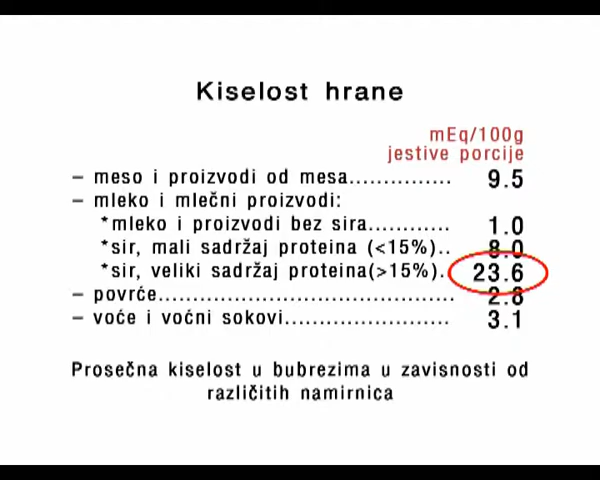 Kiselost hrane
mEq/100g
jestive porcije
– meso i proizvodi od mesa............... 9.5
– mleko i mlečni proizvodi:
*mleko i proizvodi bez sira............ 1.0
*sir, mali sadržaj proteina (<15%).. 8.0
*sir, veliki sadržaj proteina(>15%). 23.6
– povrće........................................... 2.8
– voće i voćni sokovi........................ 3.1
Prosečna kiselost u bubrezima u zavisnosti od
različitih namirnica